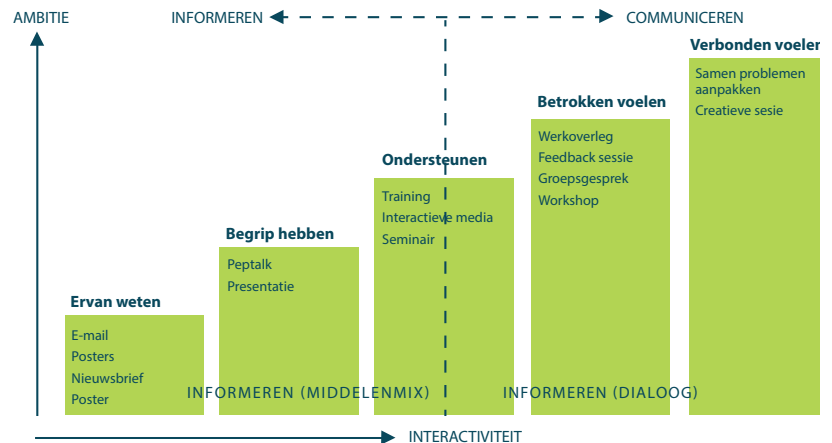 AMBITIE
INFORMEREN
COMMUNICEREN
Verbonden voelen
Samen problemen
aanpakken
Creatieve sesie
Betrokken voelen
Werkoverleg
Feedback sessie
Groepsgesprek
Workshop
Ondersteunen
Training
Interactieve media
Seminair
Begrip hebben
Peptalk
Presentatie
Ervan weten
E-mail
Posters
Nieuwsbrief
Poster
INFORMEREN (MIDDELENMIX)
INFORMEREN (DIALOOG)
INTERACTIVITEIT